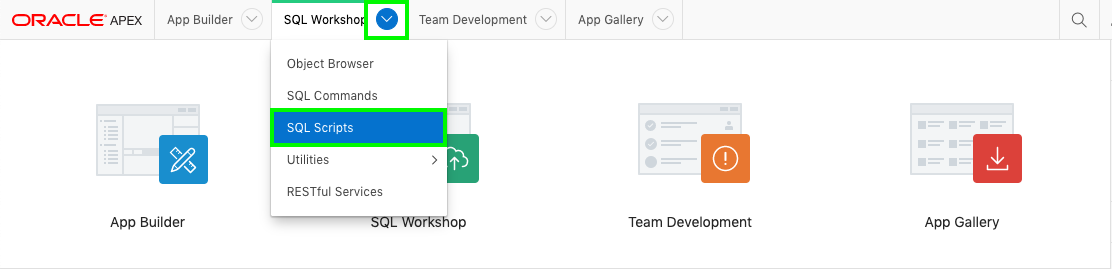 ORACLE APEX App Builder SQL Workshop Team Development App Gallery
Object Browser
SQL Commands
SQL Scripts
Utilities
RESTful Services
App Builder SQL Workshop Team Development App Gallery